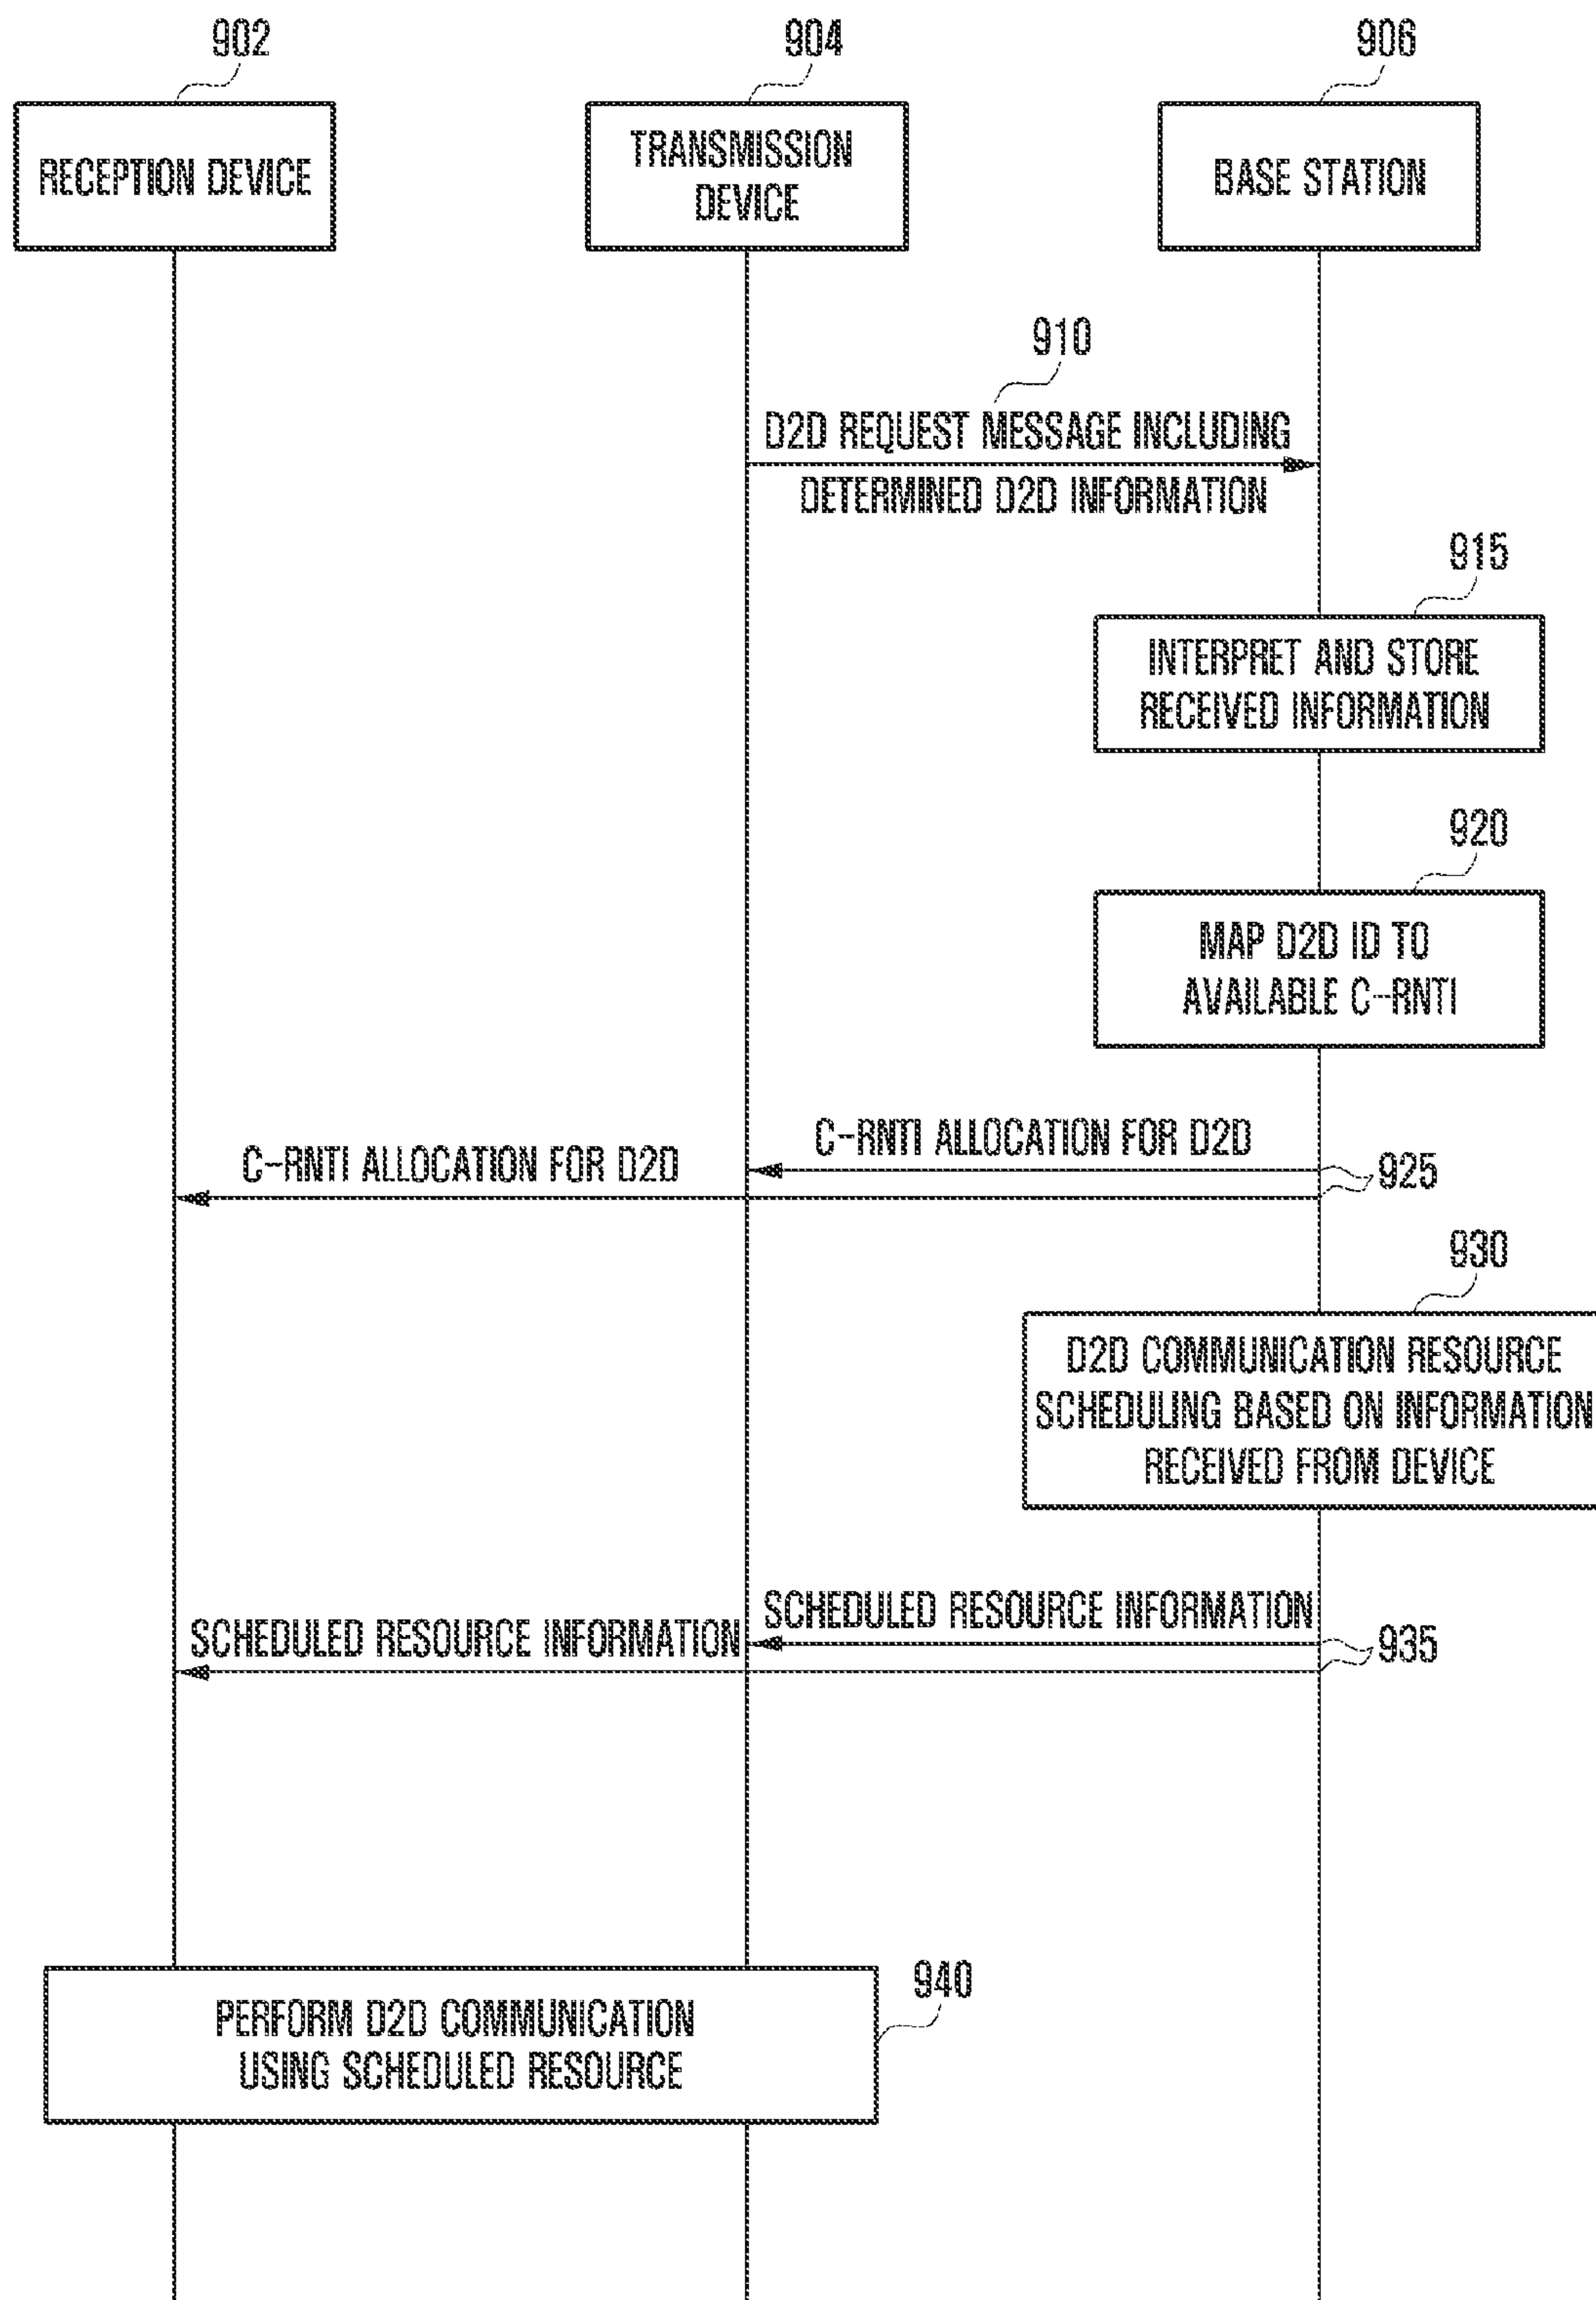 902
904
906
RECEPTION DEVICE
TRANSMISSION
DEVICE
BASE STATION
910
D2D REQUEST MESSAGE INCLUDING
DETERMINED D2D INFORMATION
915
INTERPRET AND STORE
RECEIVED INFORMATION
920
MAP D2D ID TO
AVAILABLE C-RNTI
C-RNTI ALLOCATION FOR D2D
C-RNTI ALLOCATION FOR D2D
925
930
D2D COMMUNICATION RESOURCE
SCHEDULING BASED ON INFORMATION
RECEIVED FROM DEVICE
SCHEDULED RESOURCE INFORMATION
SCHEDULED RESOURCE INFORMATION
935
940
PERFORM D2D COMMUNICATION
USING SCHEDULED RESOURCE